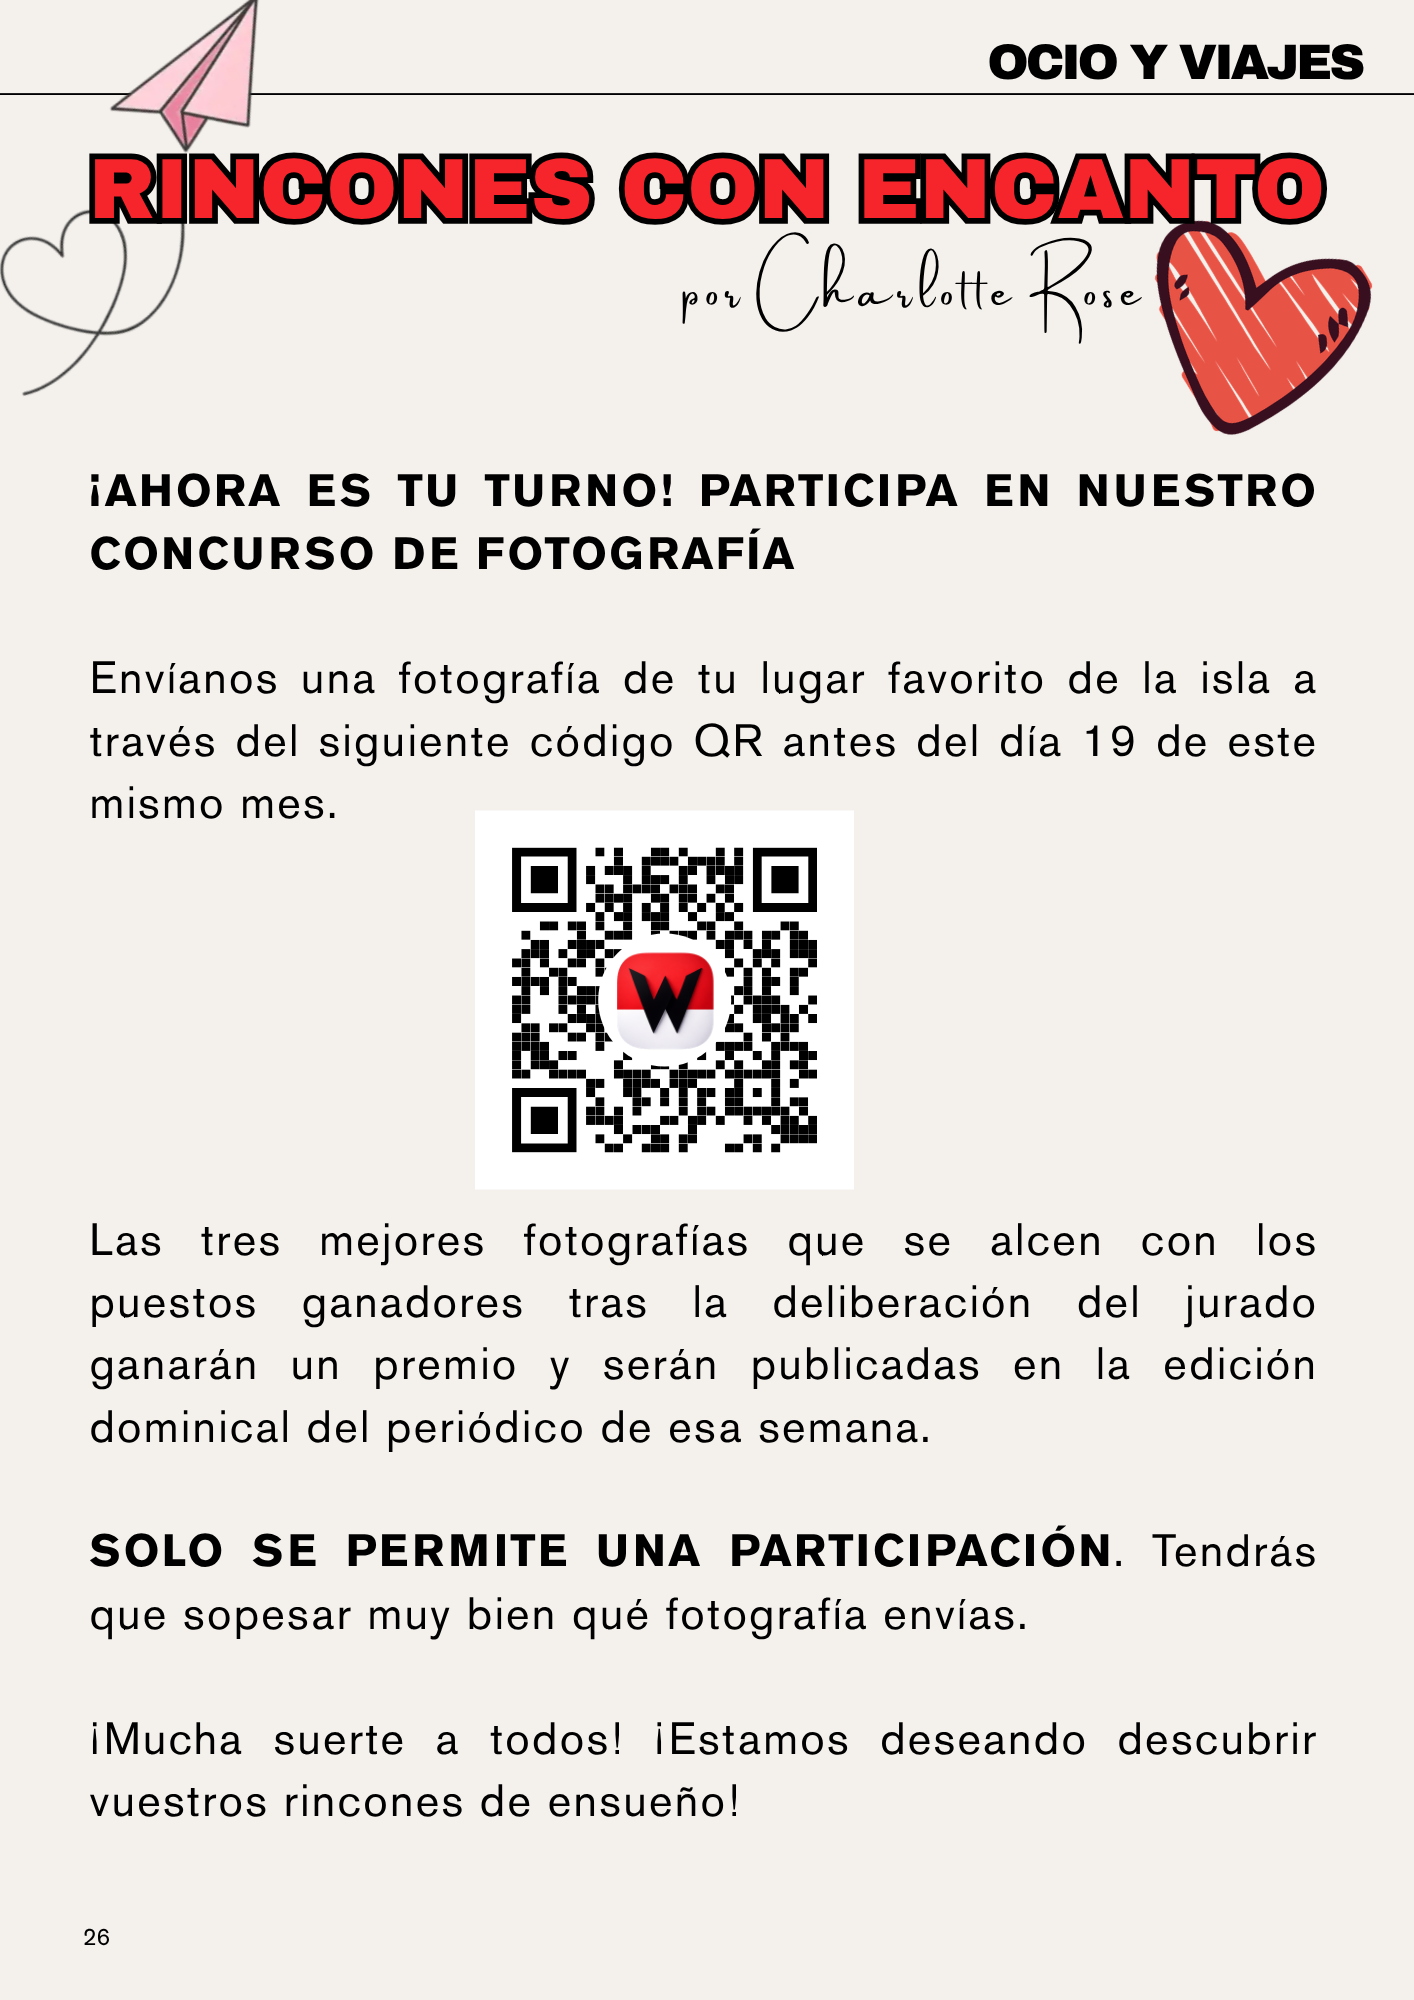 OCIO Y VIAJES
RINCONES CON ENCANTO
por Charlotte Rose
¡AHORA ES TU TURNO! PARTICIPA EN NUESTRO
CONCURSO DE FOTOGRAFÍA
Envíanos una fotografía de tu lugar favorito de la isla a
través del siguiente código QR antes del día 19 de este
mismo mes.
W
Las tres mejores fotografías que se alcen con los
puestos ganadores tras la deliberación del jurado
ganarán un premio y serán publicadas en la edición
dominical del periódico de esa semana.
SOLO SE PERMITE UNA PARTICIPACIÓN. Tendrás
que sopesar muy bien qué fotografía envías.
¡Mucha suerte a todos! ¡Estamos deseando descubrir
vuestros rincones de ensueño!
26